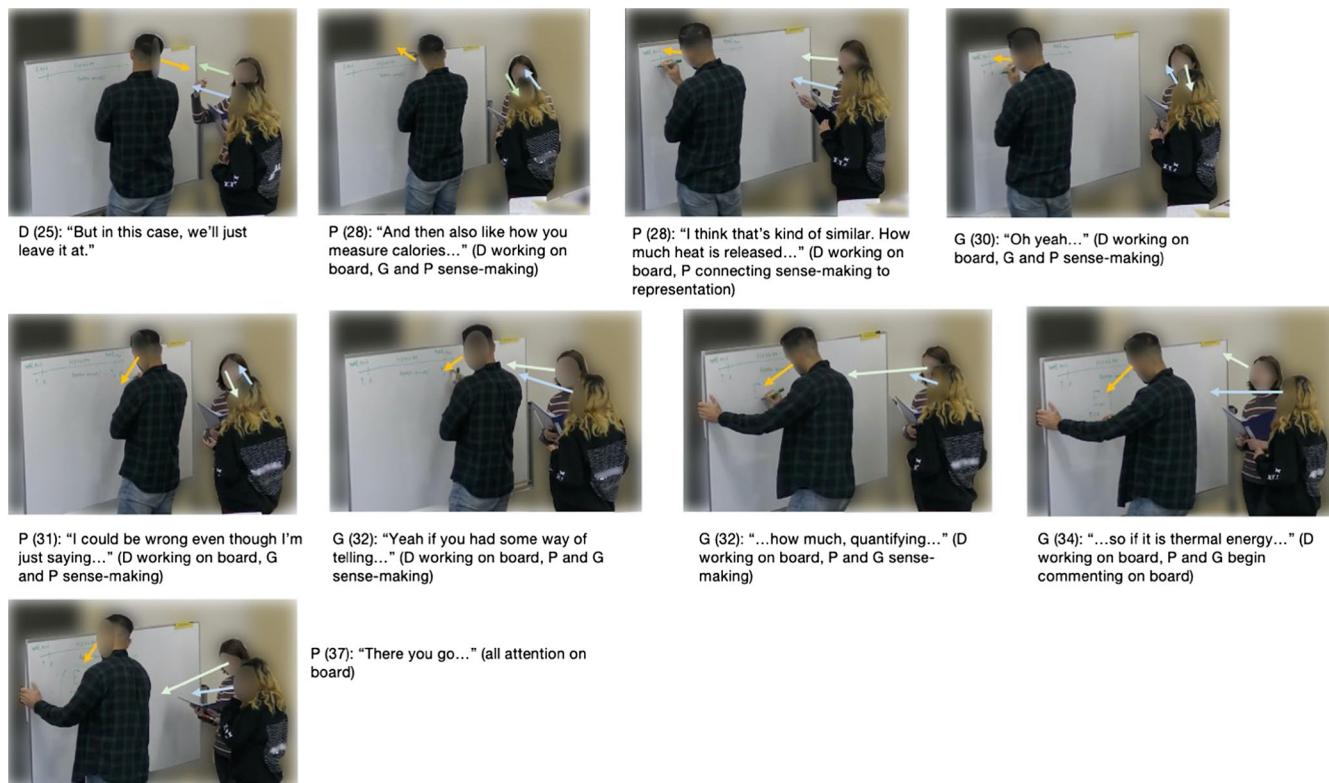 D (25): “But in this case, we’ll just
leave it at.”
P (28): “And then also like how you
measure calories…” (D working on
board, G and P sense-making)
P (28): “I think that’s kind of similar. How
much heat is released…” (D working on
board, P connecting sense-making to
representation)
G (30): “Oh yeah…” (D working on
board, G and P sense-making)
P (31): “I could be wrong even though I’m
just saying…” (D working on board, G
and P sense-making)
G (32): “Yeah if you had some way of
telling…” (D working on board, P and G
sense-making)
G (32): “…how much, quantifying…” (D
working on board, P and G sense-
making)
G (34): “…so if it is thermal energy…” (D
working on board, P and G begin
commenting on board)
P (37): “There you go…” (all attention on
board)